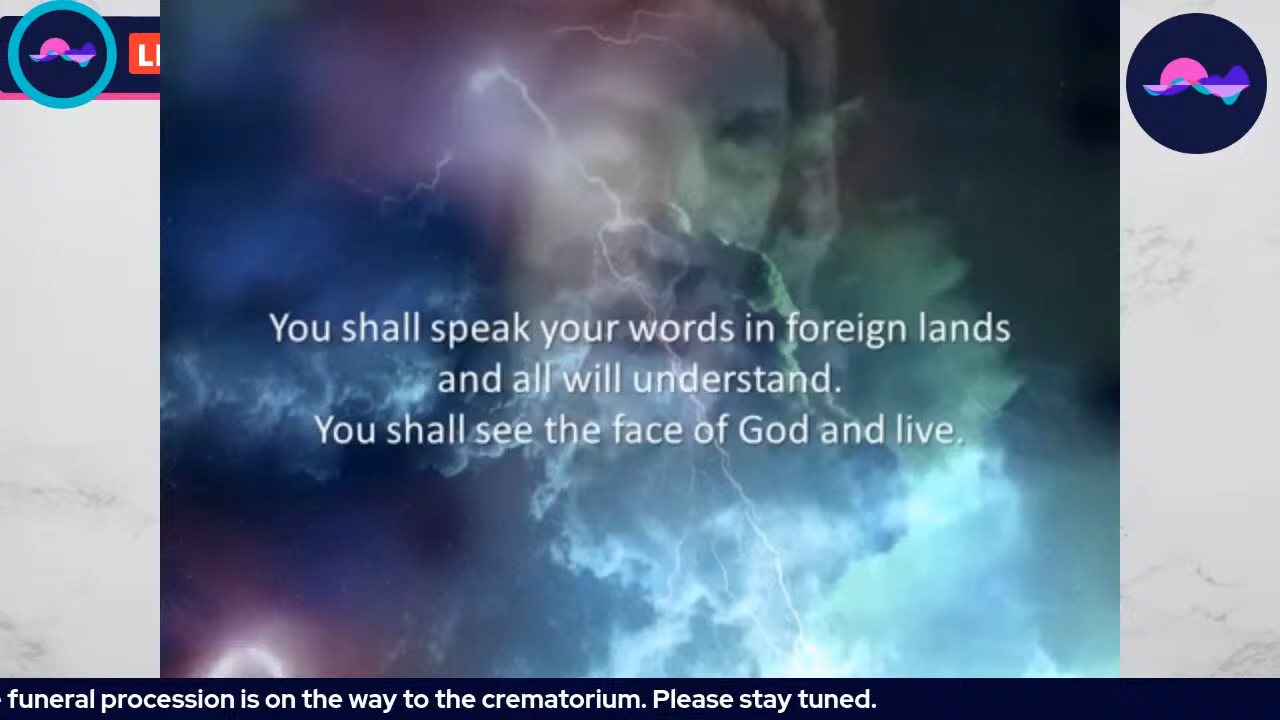 LI
You shall speak your words in foreign lands
and all will understand.
You shall see the face of God and live.
funeral procession is on the way to the crematorium. Please stay tuned.